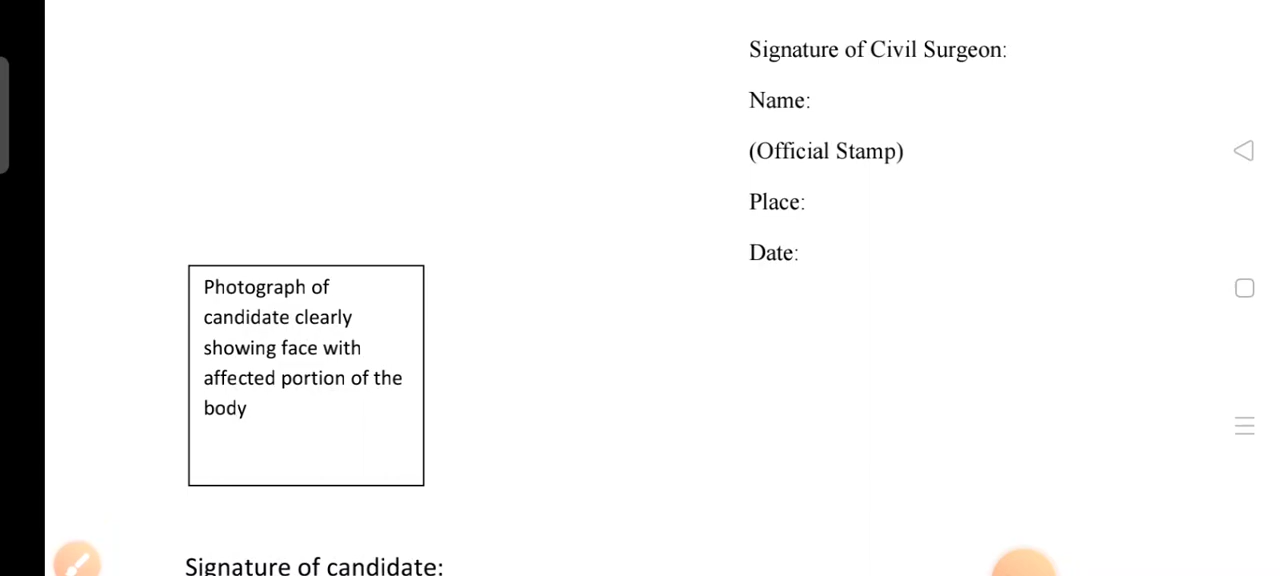 Signature of Civil Surgeon:
Name:
(Official Stamp)
Place:
Date:
Photograph of
candidate clearly
showing face with
affected portion of the
body
Signature of candidate: